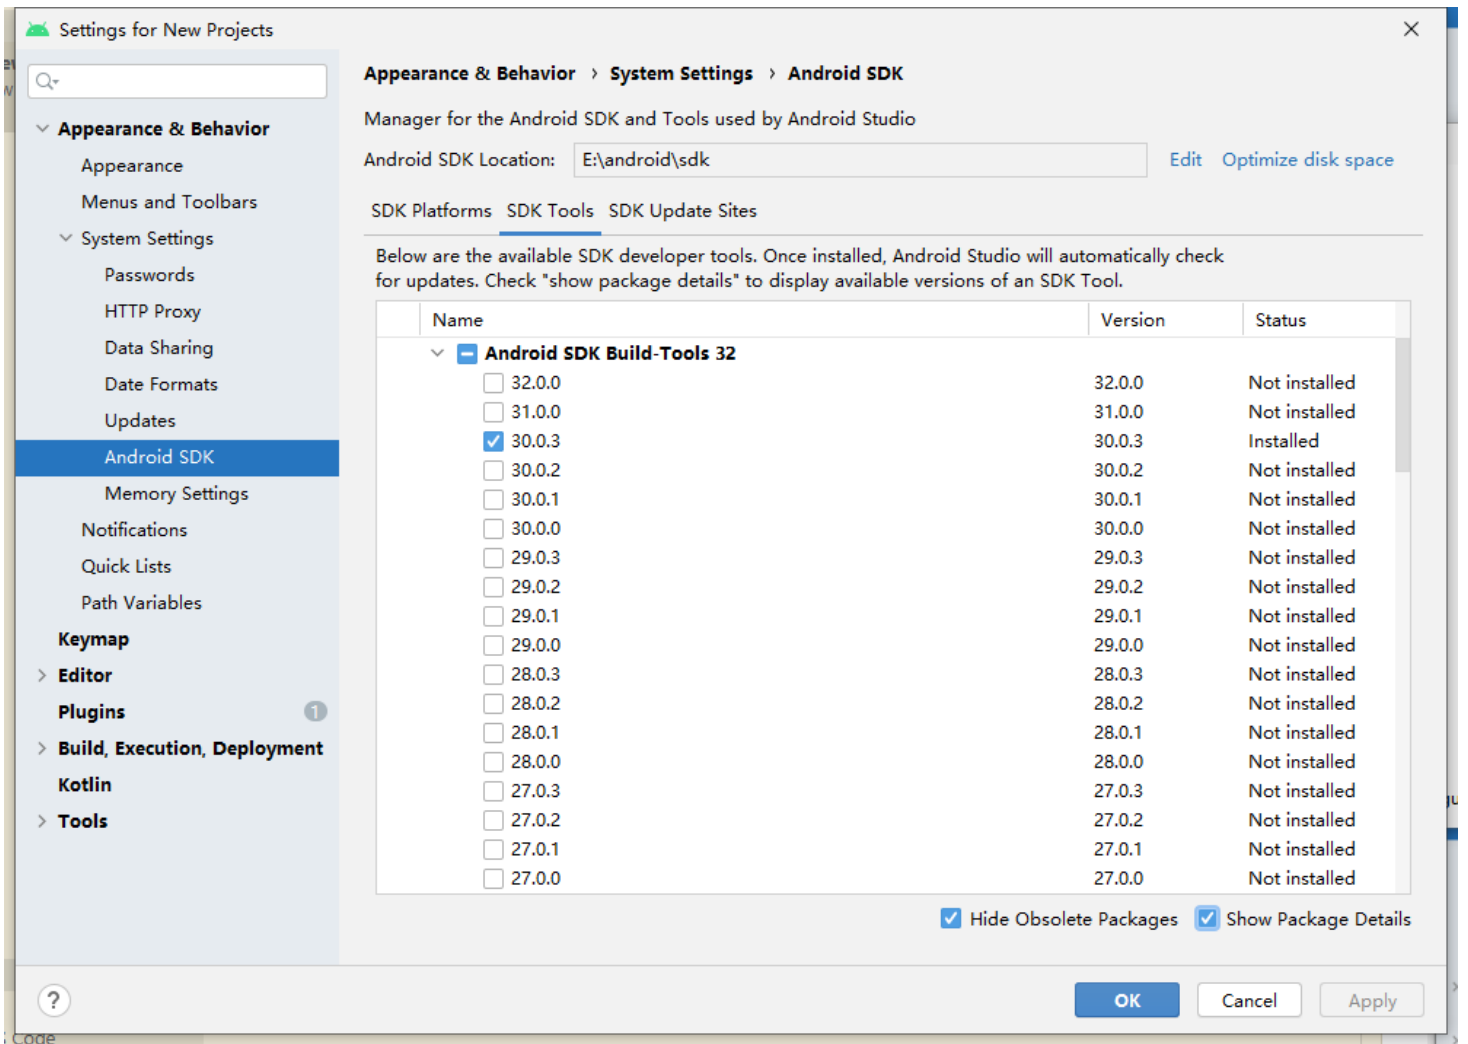 Settings for New Projects
Appearance & Behavior
Appearance
Menus and Toolbars
System Settings
Passwords
HTTP Proxy
Data Sharing
Date Formats
Updates
Android SDK
Memory Settings
Notifications
Quick Lists
Path Variables
Keymap
Editor
Plugins 1
Build, Execution, Deployment
Kotlin
Tools
Appearance & Behavior › System Settings › Android SDK
Manager for the Android SDK and Tools used by Android Studio
Android SDK Location: E:\android\sdk Edit Optimize disk space
SDK Platforms SDK Tools SDK Update Sites
Below are the available SDK developer tools. Once installed, Android Studio will automatically check
for updates. Check "show package details" to display available versions of an SDK Tool.
Name Version Status
Android SDK Build-Tools 32
32.0.0 32.0.0 Not installed
31.0.0 31.0.0 Not installed
30.0.3 30.0.3 Installed
30.0.2 30.0.2 Not installed
30.0.1 30.0.1 Not installed
30.0.0 30.0.0 Not installed
29.0.3 29.0.3 Not installed
29.0.2 29.0.2 Not installed
29.0.1 29.0.1 Not installed
29.0.0 29.0.0 Not installed
28.0.3 28.0.3 Not installed
28.0.2 28.0.2 Not installed
28.0.1 28.0.1 Not installed
28.0.0 28.0.0 Not installed
27.0.3 27.0.3 Not installed
27.0.2 27.0.2 Not installed
27.0.1 27.0.1 Not installed
27.0.0 27.0.0 Not installed
Hide Obsolete Packages Show Package Details
? OK Cancel Apply
Code